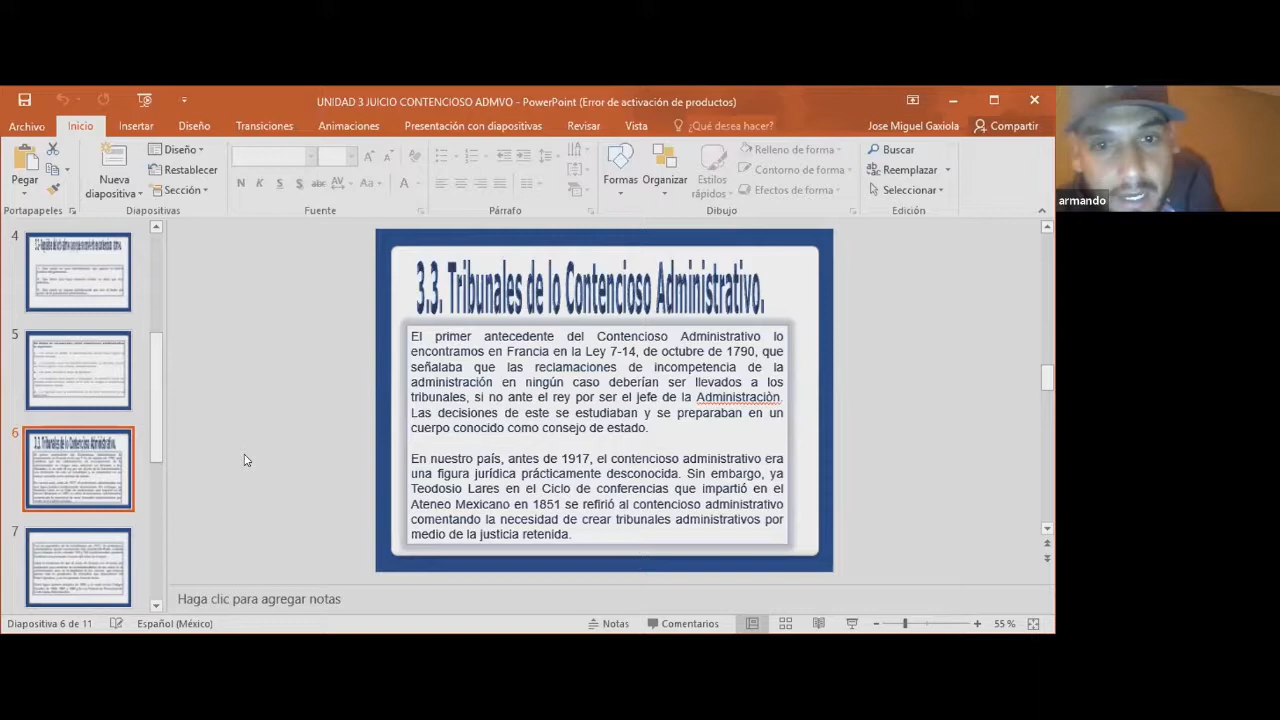 UNIDAD 3 JUICIO CONTENCIOSO ADMVO - PowerPoint (Error de activación de productos)
Archivo Inicio Insertar Diseño Transiciones Animaciones Presentación con diapositivas Revisar Vista ¿Qué desea hacer? Jose Miguel Gaxiola Compartir
armando
Pegar
Nueva diapositiva
Diseño
Restablecer
Sección
N K S S abc AV Aa A
Formas
Organizar
Estilos rápidos
Relleno de forma
Contorno de forma
Efectos de forma
Buscar
Reemplazar
Seleccionar
Portapapeles Diapositivas Fuente Párrafo Dibujo Edición
4
5
6
7
3.3. Tribunales de lo Contencioso Administrativo.
El primer antecedente del Contencioso Administrativo lo
encontramos en Francia en la Ley 7-14, de octubre de 1790, que
señalaba que las reclamaciones de incompetencia de la
administración en ningún caso deberían ser llevados a los
tribunales, si no ante el rey por ser el jefe de la Administraciòn.
Las decisiones de este se estudiaban y se preparaban en un
cuerpo conocido como consejo de estado.
En nuestro país, antes de 1917, el contencioso administrativo era
una figura jurídica prácticamente desconocida. Sin embargo, ya
Teodosio Lares en el Ciclo de conferencias que impartió en el
Ateneo Mexicano en 1851 se refirió al contencioso administrativo
comentando la necesidad de crear tribunales administrativos por
medio de la justicia retenida.
Haga clic para agregar notas
Diapositiva 6 de 11 Español (México) Notas Comentarios 55 %